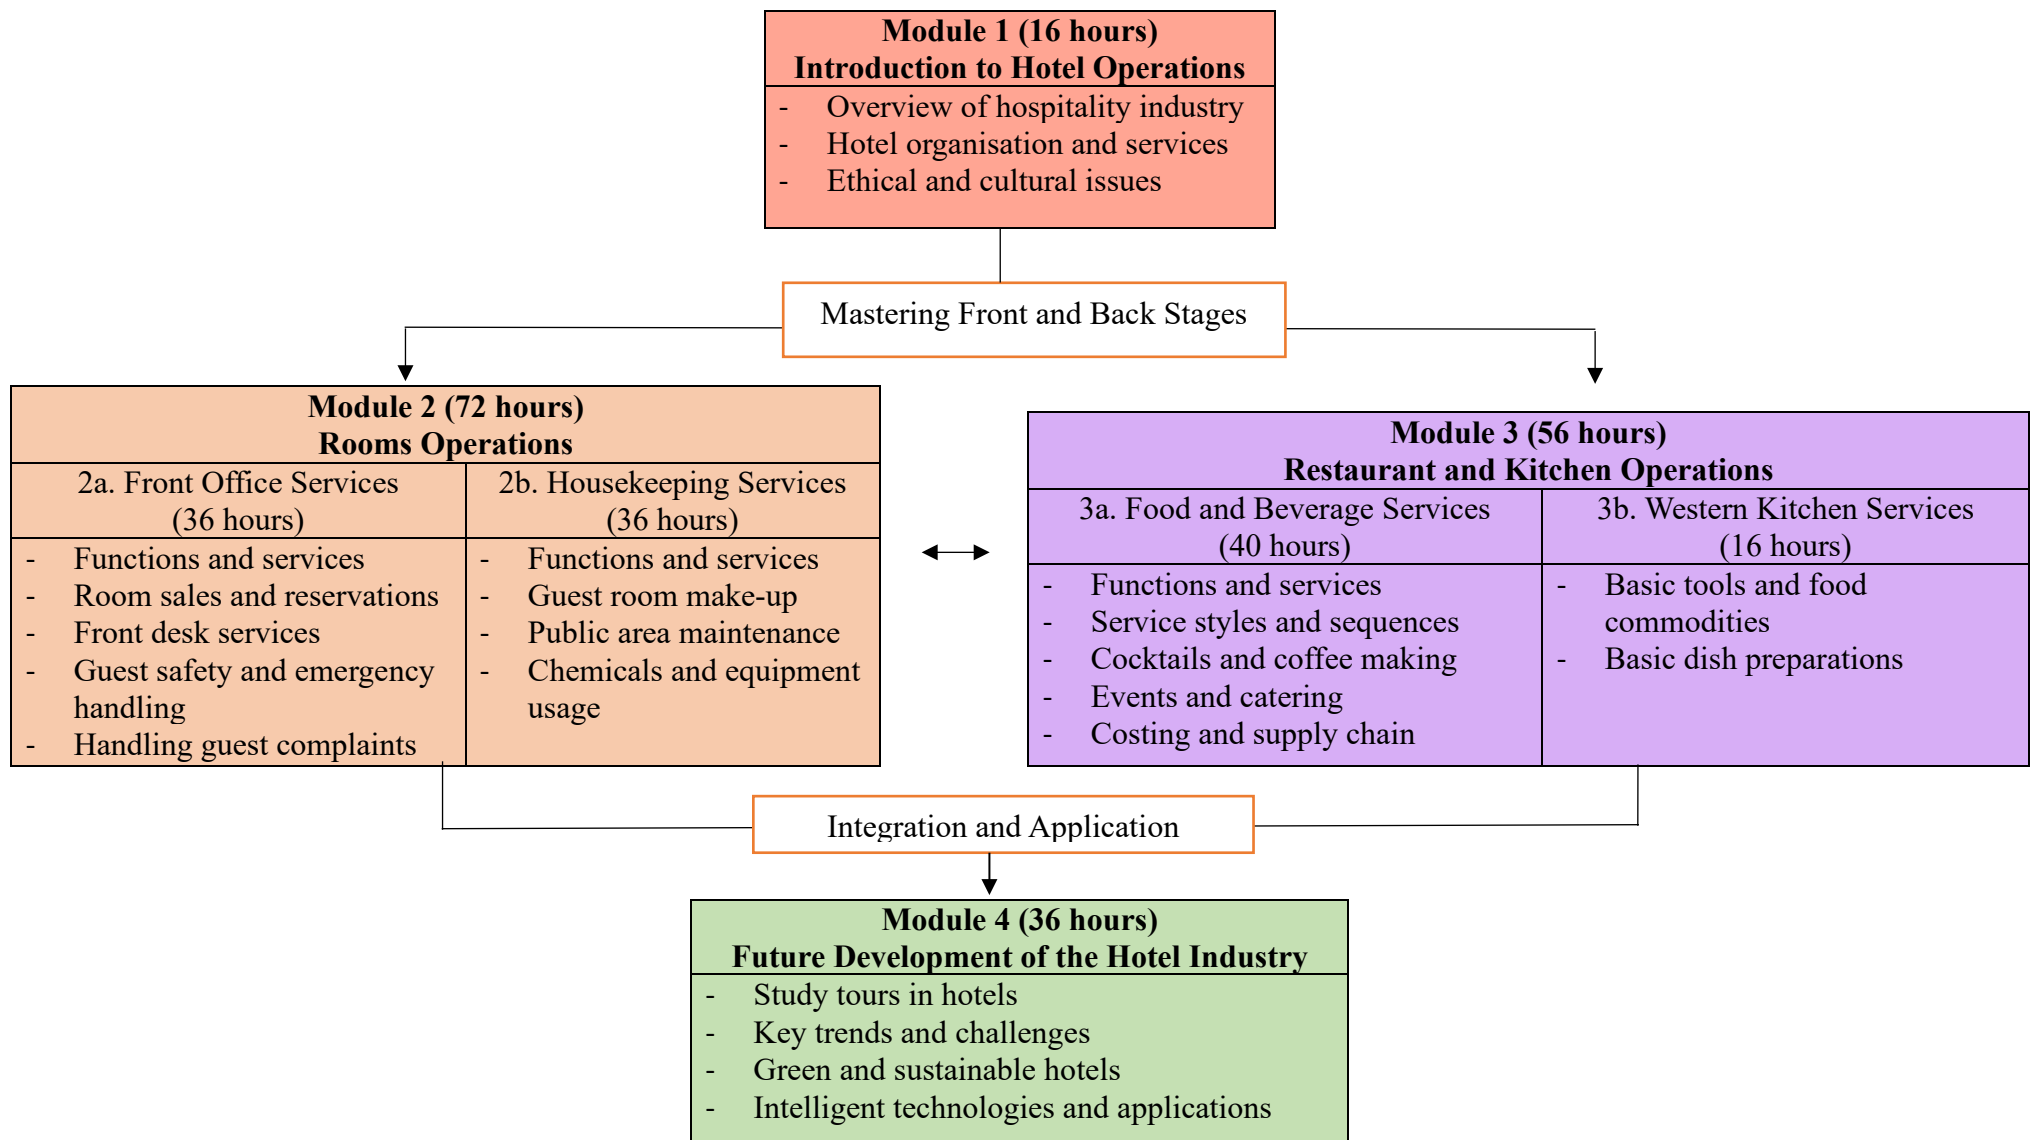 Module 1 (16 hours)
Introduction to Hotel Operations
- Overview of hospitality industry
- Hotel organisation and services
- Ethical and cultural issues
Mastering Front and Back Stages
Module 2 (72 hours)
Rooms Operations
2a. Front Office Services
(36 hours)
- Functions and services
- Room sales and reservations
- Front desk services
- Guest safety and emergency
handling
- Handling guest complaints
2b. Housekeeping Services
(36 hours)
- Functions and services
- Guest room make-up
- Public area maintenance
- Chemicals and equipment
usage
Module 3 (56 hours)
Restaurant and Kitchen Operations
3a. Food and Beverage Services
(40 hours)
- Functions and services
- Service styles and sequences
- Cocktails and coffee making
- Events and catering
- Costing and supply chain
3b. Western Kitchen Services
(16 hours)
- Basic tools and food
commodities
- Basic dish preparations
Integration and Application
Module 4 (36 hours)
Future Development of the Hotel Industry
- Study tours in hotels
- Key trends and challenges
- Green and sustainable hotels
- Intelligent technologies and applications